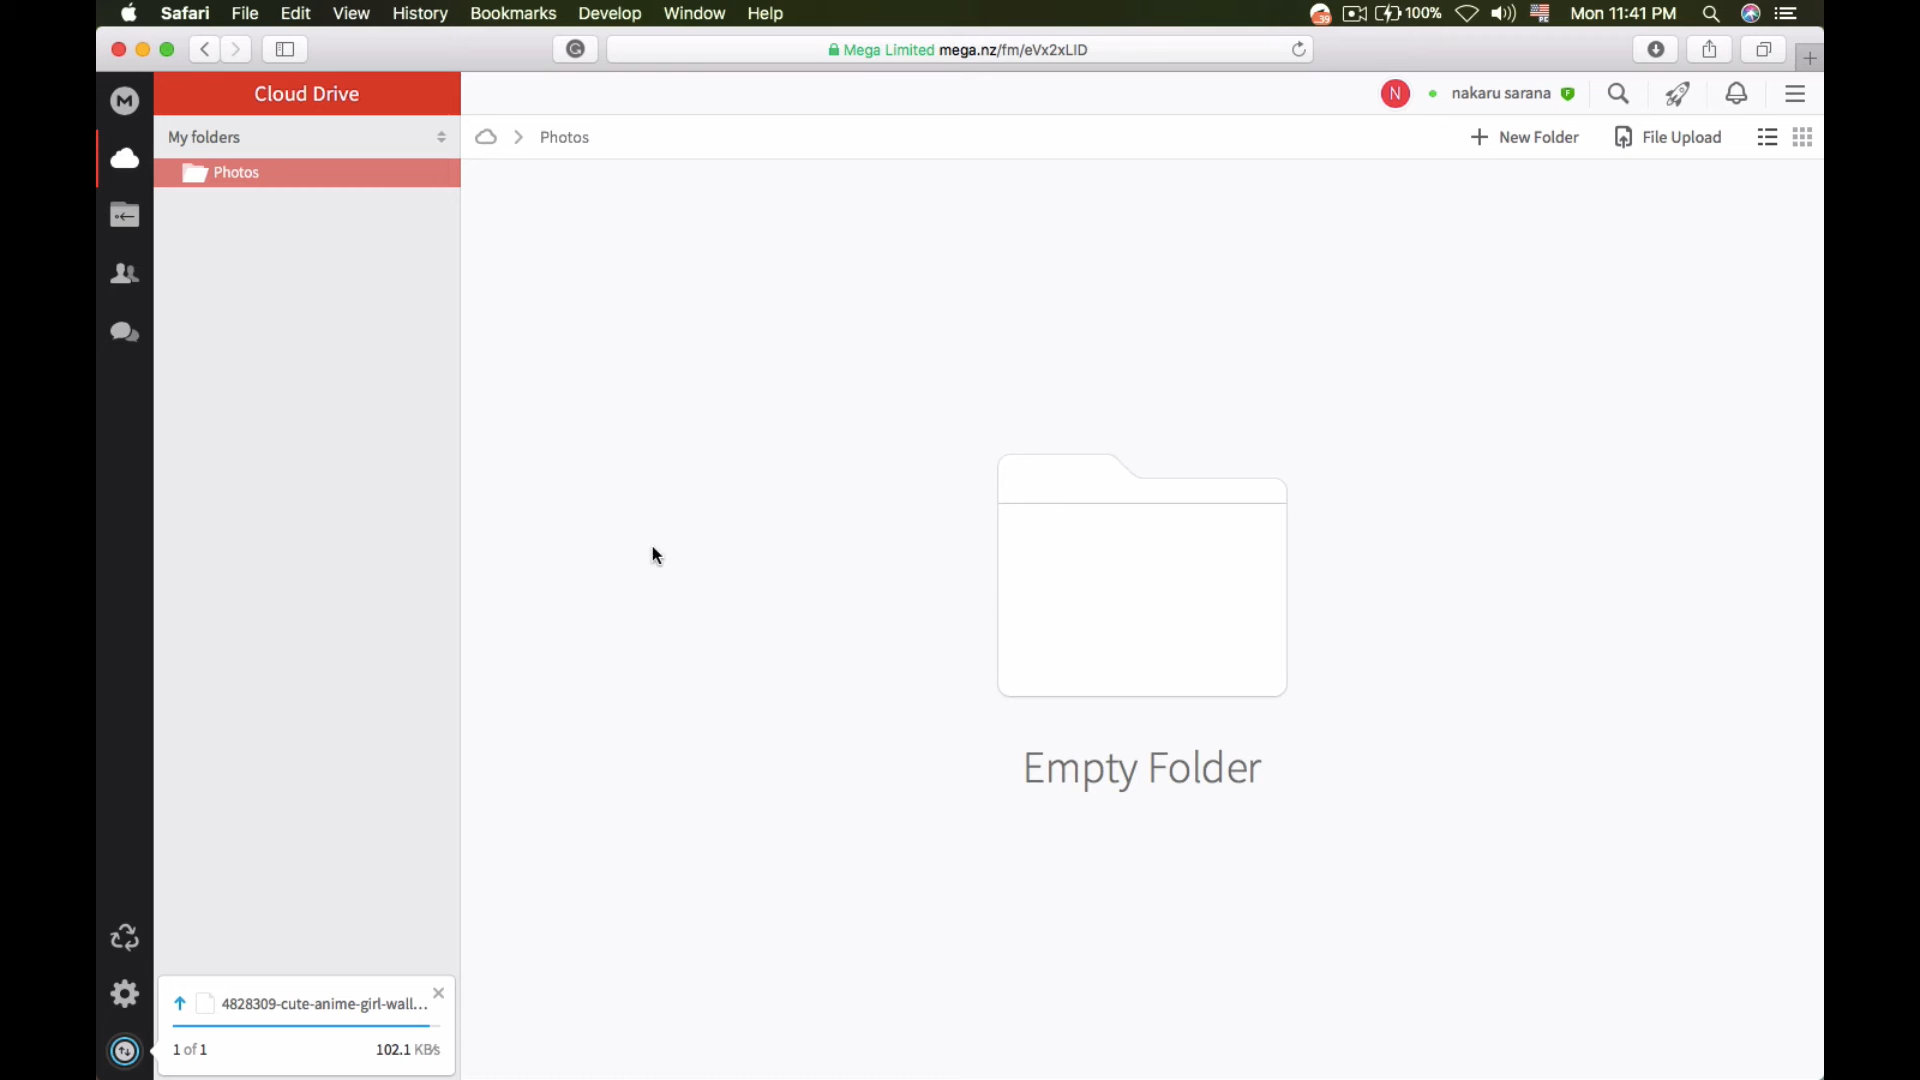 Safari File Edit View History Bookmarks Develop Window Help
39 100% Mon 11:41 PM
Mega Limited mega.nz/fm/eVx2xLID
M Cloud Drive
N nakaru sarana
My folders
Photos
New Folder File Upload
Photos
Empty Folder
4828309-cute-anime-girl-wall...
1 of 1 102.1 KB/s